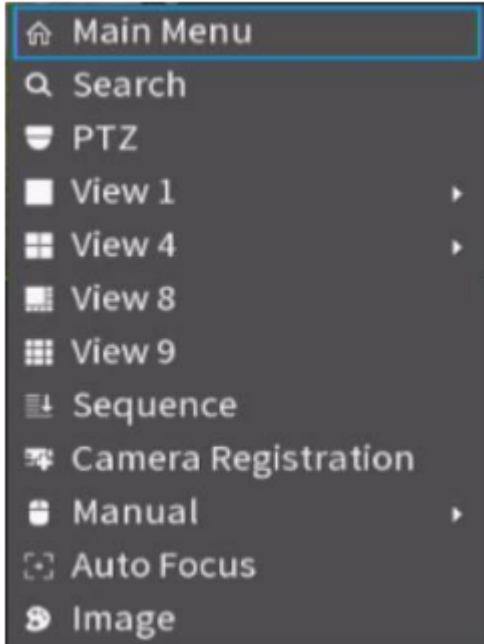 Main Menu
Search
PTZ
View 1
View 4
View 8
View 9
Sequence
Camera Registration
Manual
Auto Focus
Image